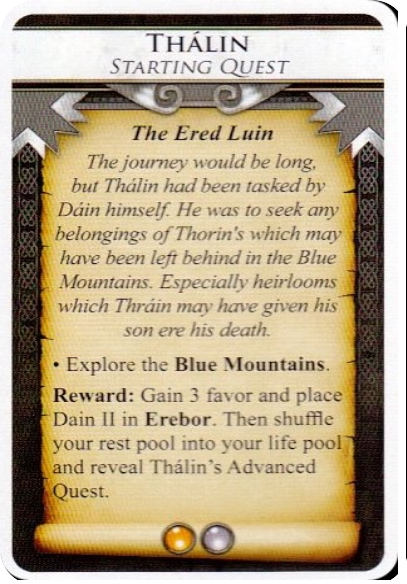 THÁLIN
STARTING QUEST
The Ered Luin
The journey would be long,
but Thálin had been tasked by
Dáin himself. He was to seek any
belongings of Thorin's which may
have been left behind in the Blue
Mountains. Especially heirlooms
which Thráin may have given his
son ere his death.
• Explore the Blue Mountains.
Reward: Gain 3 favor and place
Dain II in Erebor. Then shuffle
your rest pool into your life pool
and reveal Thálin's Advanced
Quest.